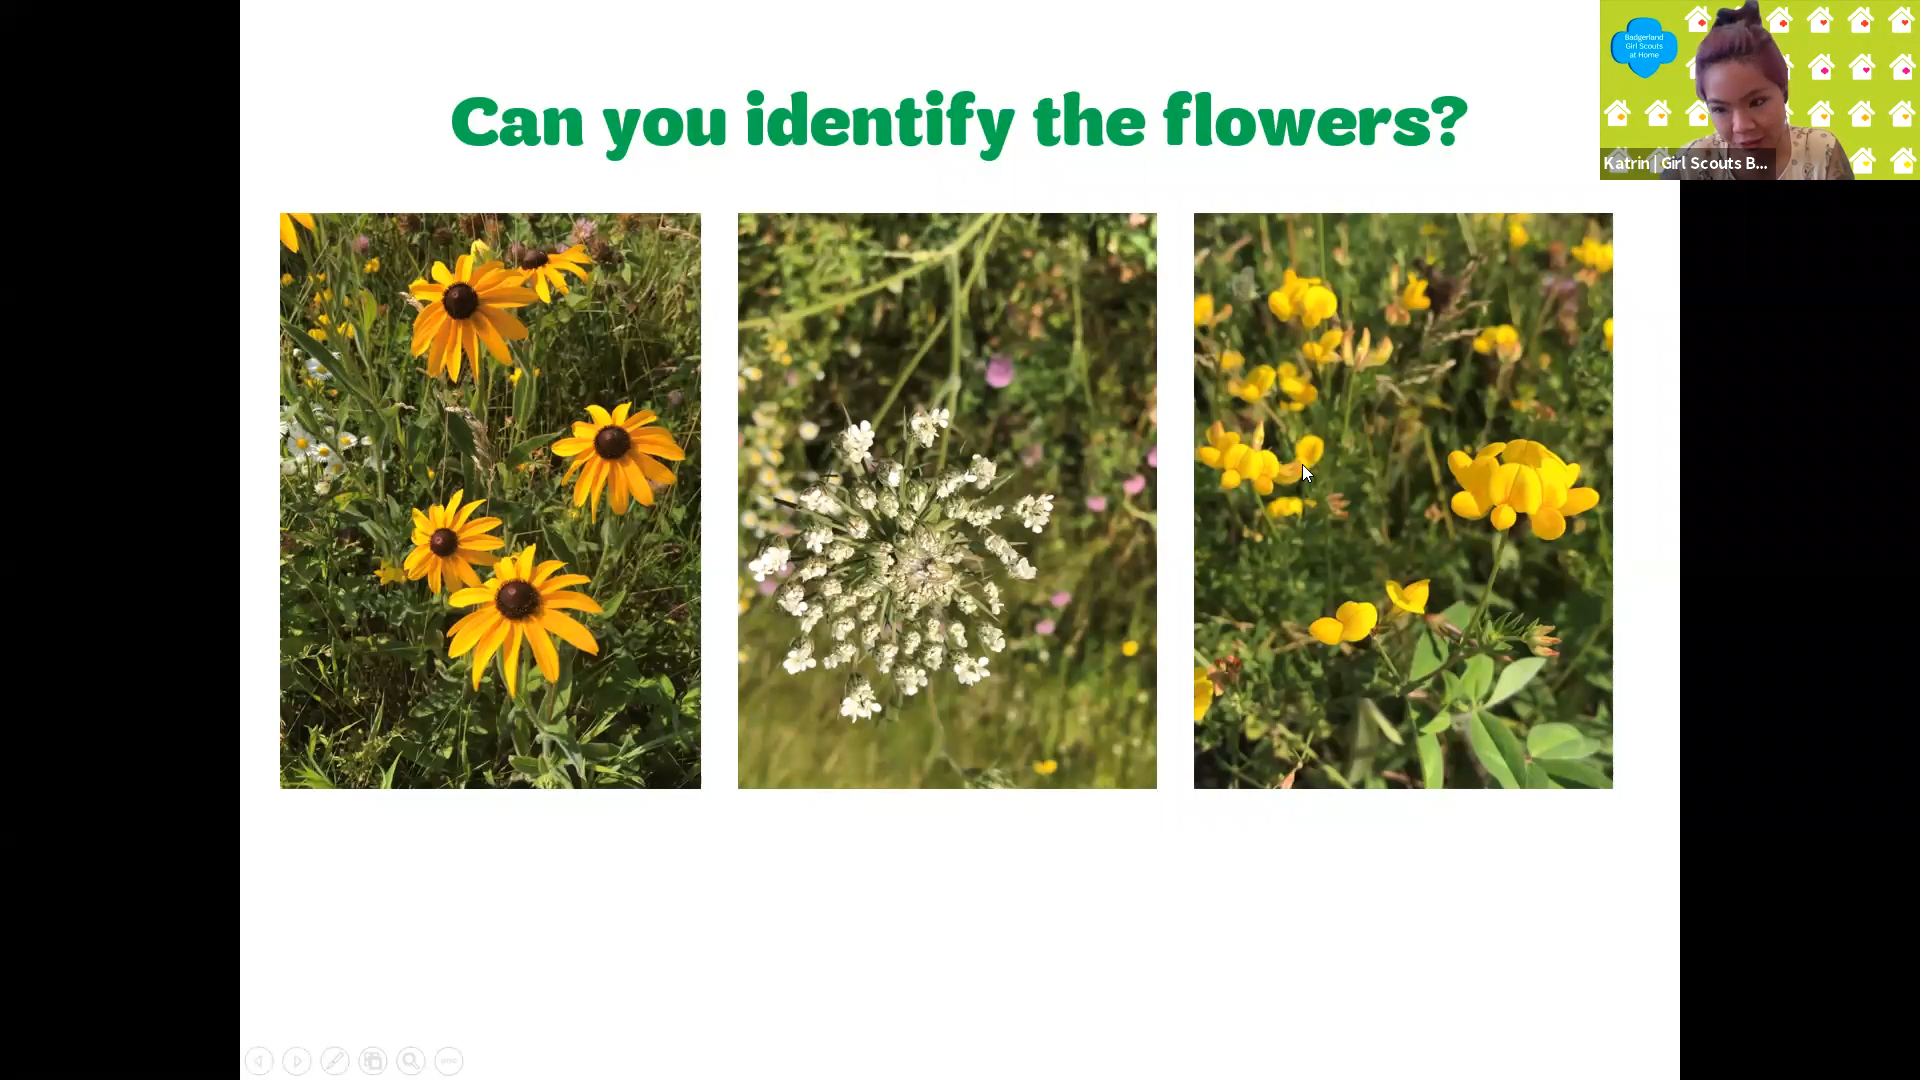 Can you identify the flowers?
Badgerland
Girl Scouts
at Home
Katrin | Girl Scouts B...